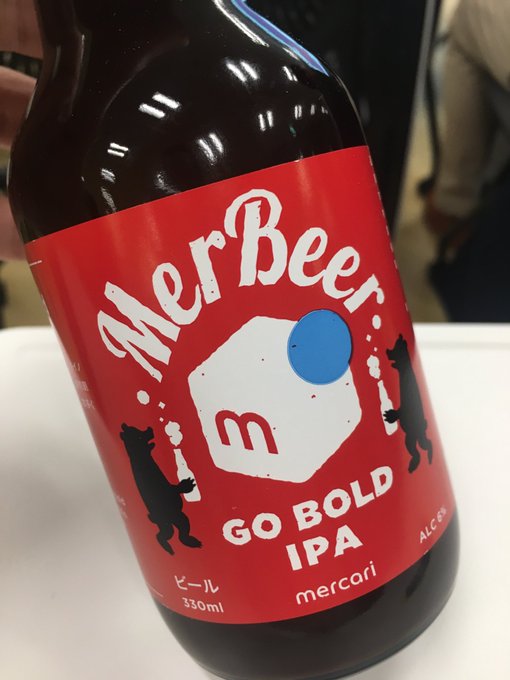 MerBeer
m
GO BOLD
IPA
mercari
ビール
330ml
ALC 6%